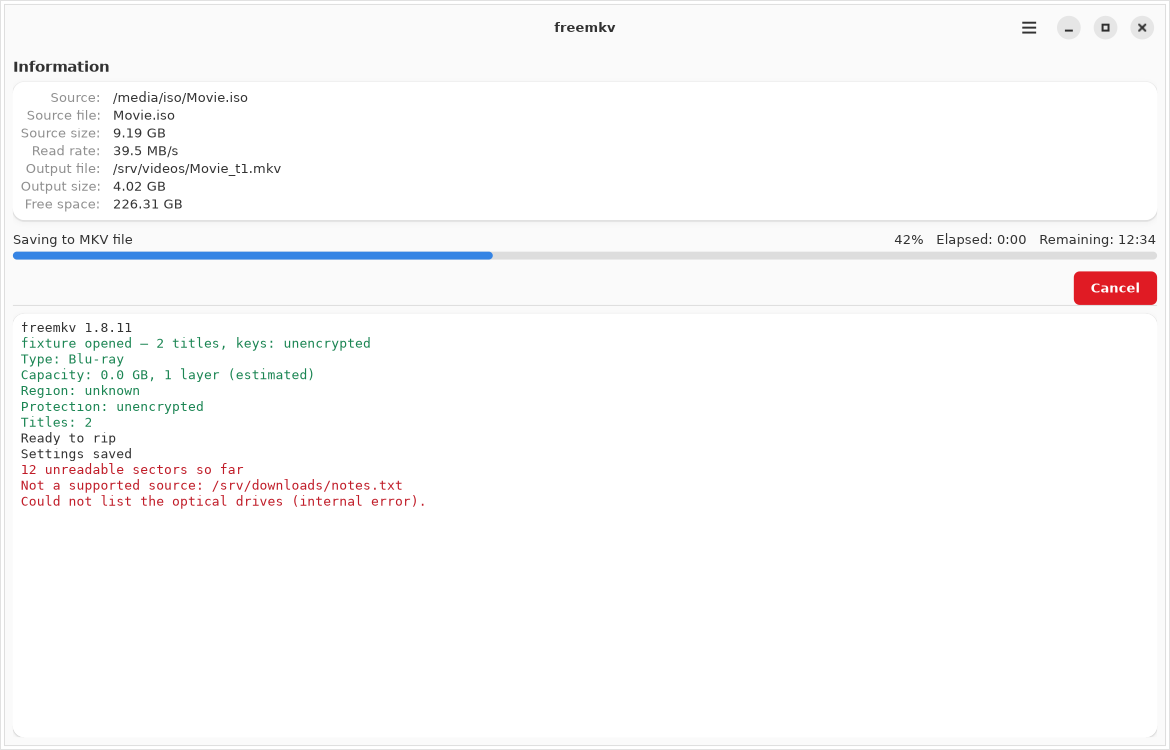 freemkv
Information
Source: /media/iso/Movie.iso
Source file: Movie.iso
Source size: 9.19 GB
Read rate: 39.5 MB/s
Output file: /srv/videos/Movie_t1.mkv
Output size: 4.02 GB
Free space: 226.31 GB
Saving to MKV file 42% Elapsed: 0:00 Remaining: 12:34
Cancel
freemkv 1.8.11
fixture opened — 2 titles, keys: unencrypted
Type: Blu-ray
Capacity: 0.0 GB, 1 layer (estimated)
Region: unknown
Protection: unencrypted
Titles: 2
Ready to rip
Settings saved
12 unreadable sectors so far
Not a supported source: /srv/downloads/notes.txt
Could not list the optical drives (internal error).